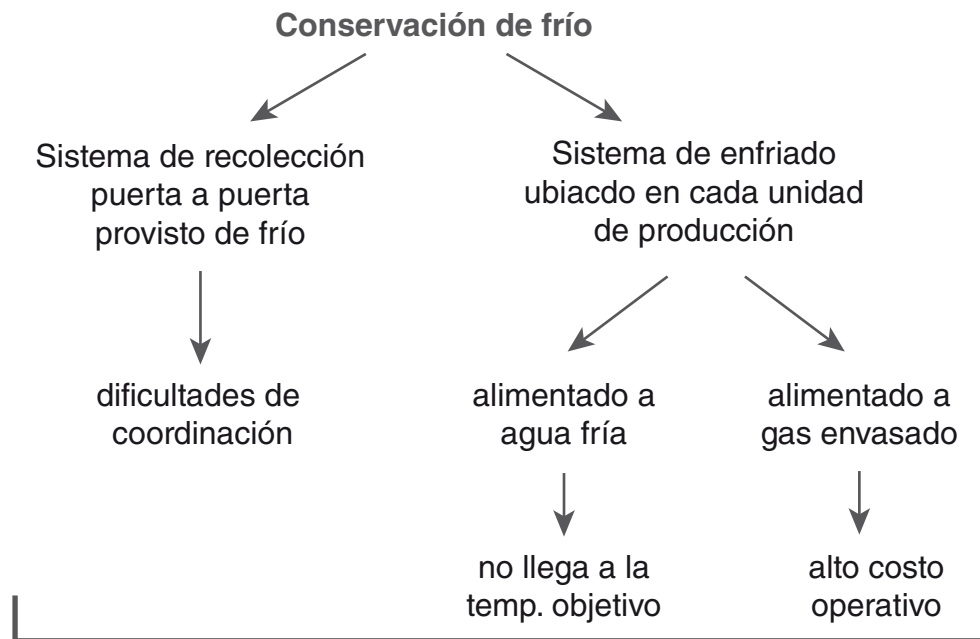 Conservación de frío
Sistema de recolección
puerta a puerta
provisto de frío
Sistema de enfriado
ubiacdo en cada unidad
de producción
dificultades de
coordinación
alimentado a
agua fría
alimentado a
gas envasado
no llega a la
temp. objetivo
alto costo
operativo